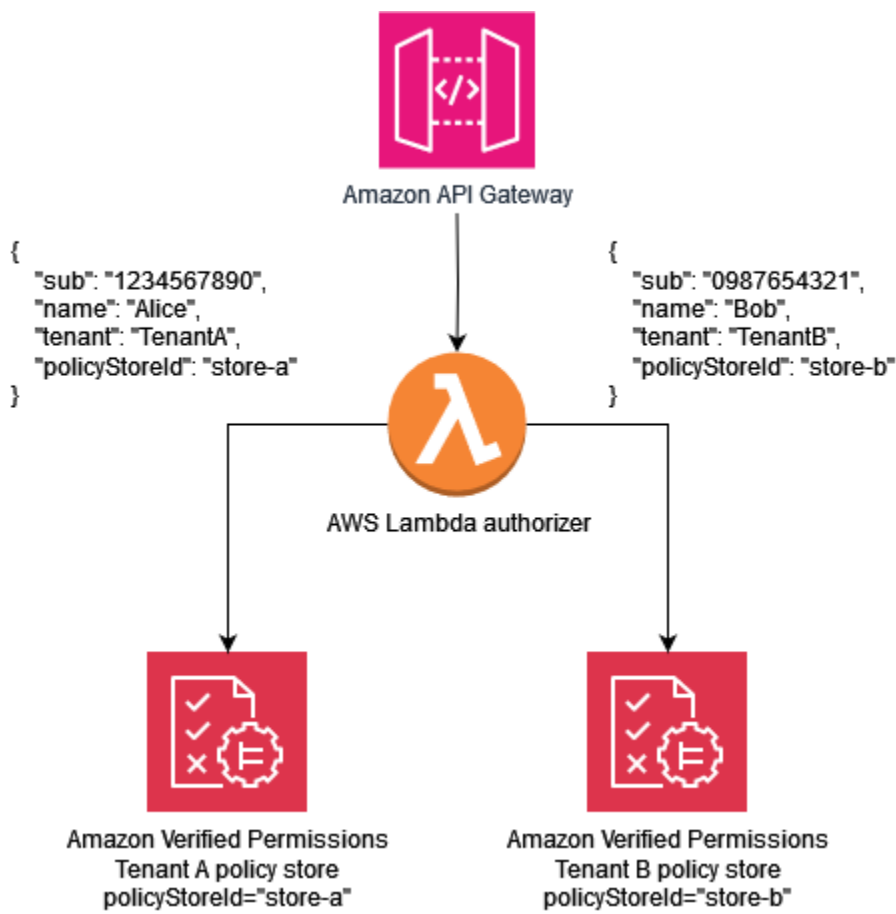 </>
Amazon API Gateway
{
"sub": "1234567890",
"name": "Alice",
"tenant": "TenantA",
"policyStoreId": "store-a"
}
{
"sub": "0987654321",
"name": "Bob",
"tenant": "TenantB",
"policyStoreId": "store-b"
}
AWS Lambda authorizer
Amazon Verified Permissions
Tenant A policy store
policyStoreId="store-a"
Amazon Verified Permissions
Tenant B policy store
policyStoreId="store-b"